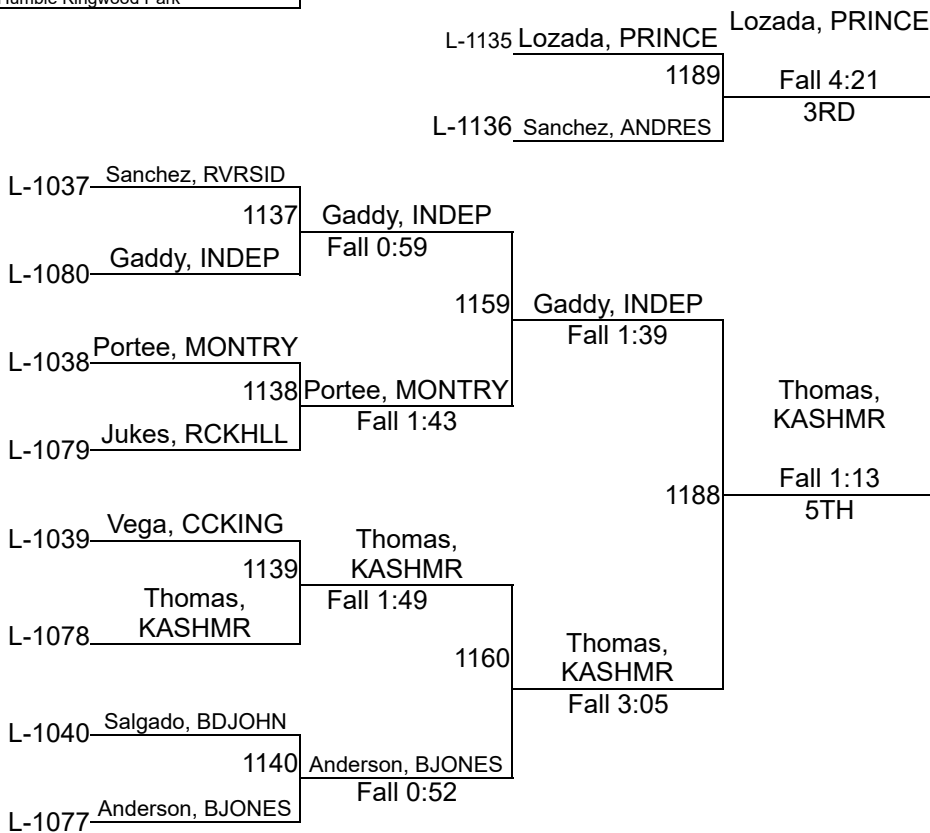 Humble Kingwood Park
Lozada, PRINCE
L-1135 Lozada, PRINCE
1189
Fall 4:21
3RD
L-1136 Sanchez, ANDRES
L-1037 Sanchez, RVRSID
1137
Gaddy, INDEP
Fall 0:59
L-1080 Gaddy, INDEP
1159
Gaddy, INDEP
Fall 1:39
L-1038 Portee, MONTRY
1138
Portee, MONTRY
Fall 1:43
L-1079 Jukes, RCKHLL
Thomas,
KASHMR
1188
Fall 1:13
5TH
L-1039 Vega, CCKING
1139
Thomas,
KASHMR
Fall 1:49
L-1078 Thomas,
KASHMR
1160
Thomas,
KASHMR
Fall 3:05
L-1040 Salgado, BDJOHN
1140
Anderson, BJONES
Fall 0:52
L-1077 Anderson, BJONES